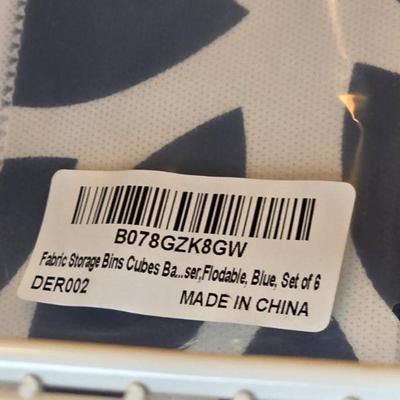 B078GZK8GW
Fabric Storage Bins Cubes Ba...ser,Flodable, Blue, Set of 6
DER002
MADE IN CHINA